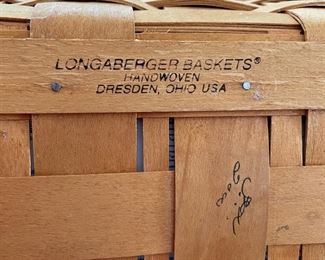 LONGABERGER BASKETS®
HANDWOVEN
DRESDEN, OHIO USA